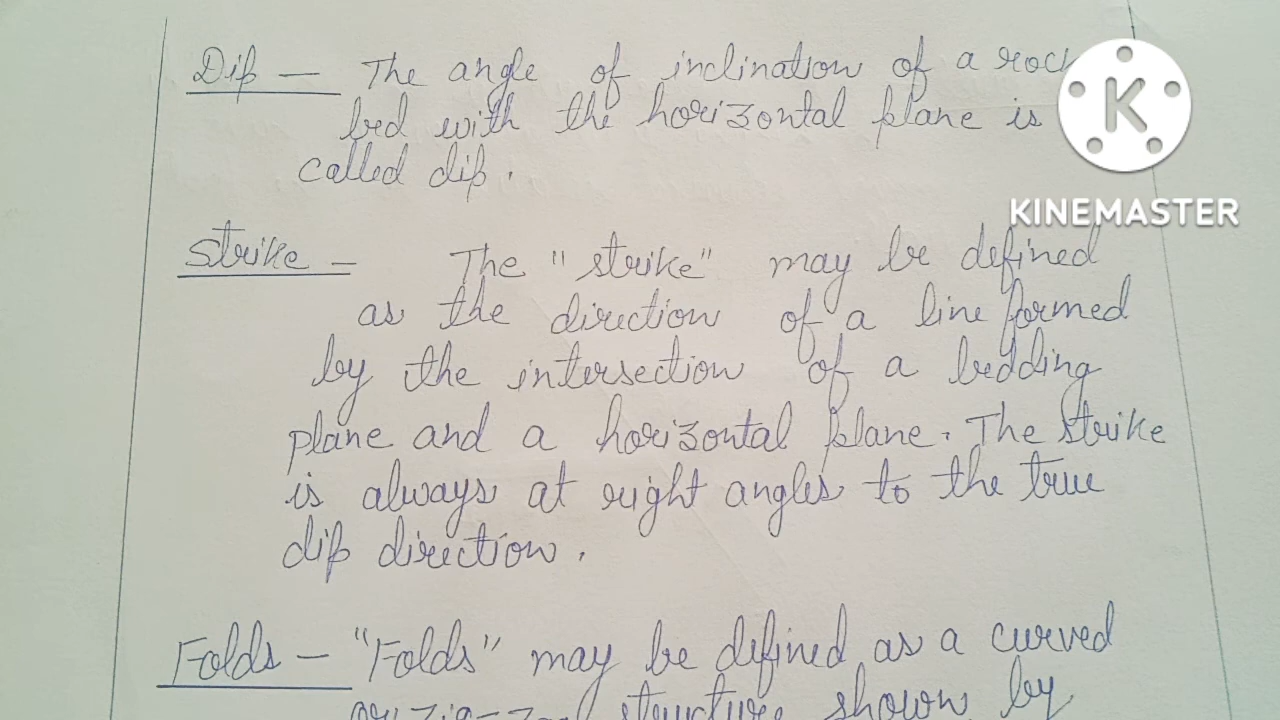 Dip — The angle of inclination of a rock
bed with the horizontal plane is
called dip.
K
KINEMASTER
Strike — The "strike" may be defined
as the direction of a line formed
by the intersection of a bedding
plane and a horizontal plane. The strike
is always at right angles to the true
dip direction.
Folds — "Folds" may be defined as a curved
or zig-zag structure shown by